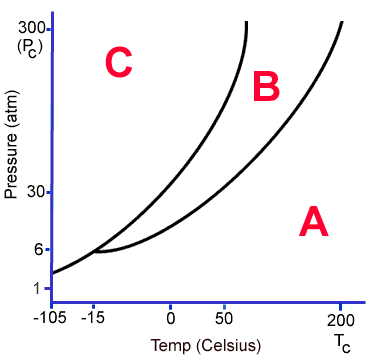 300
(Pc)
C
B
Pressure (atm)
30
A
6
1
-105 -15 0 50 200
Temp (Celsius) Tc